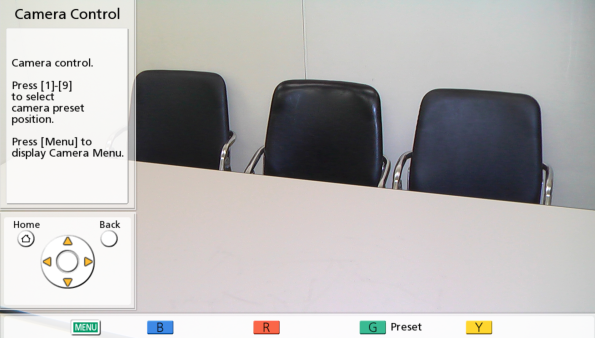 Camera Control
Camera control.
Press [1]-[9]
to select
camera preset
position.
Press [Menu] to
display Camera Menu.
Home
Back
MENU
B
R
G
Preset
Y